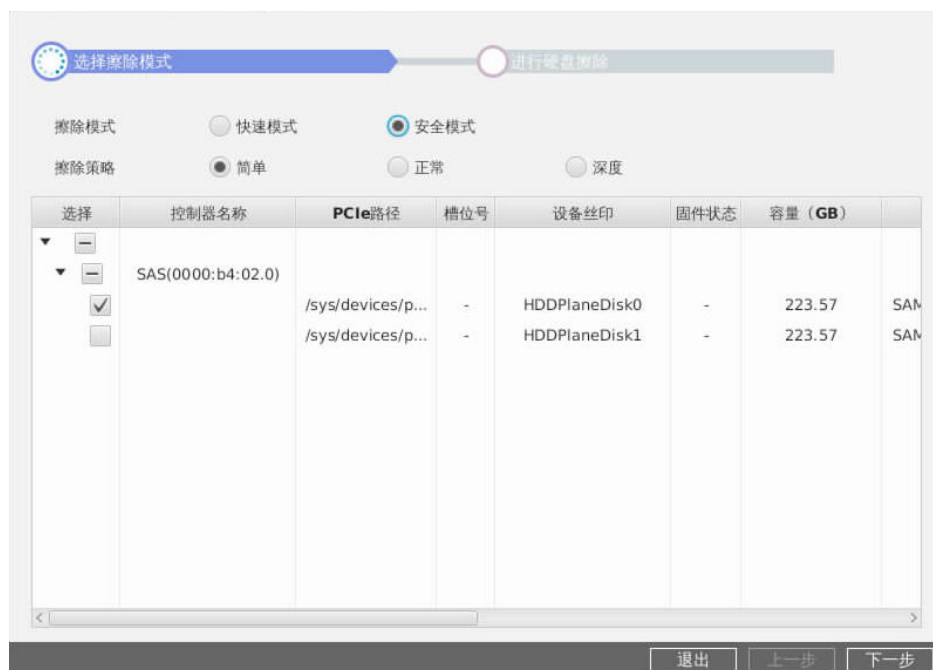 选择擦除模式 进行硬盘擦除
擦除模式 快速模式 安全模式
擦除策略 简单 正常 深度
选择 控制器名称 PCIe路径 槽位号 设备丝印 固件状态 容量（GB）
SAS(0000:b4:02.0)
/sys/devices/p... - HDDPlaneDisk0 - 223.57 SAM
/sys/devices/p... - HDDPlaneDisk1 - 223.57 SAM
退出 上一步 下一步